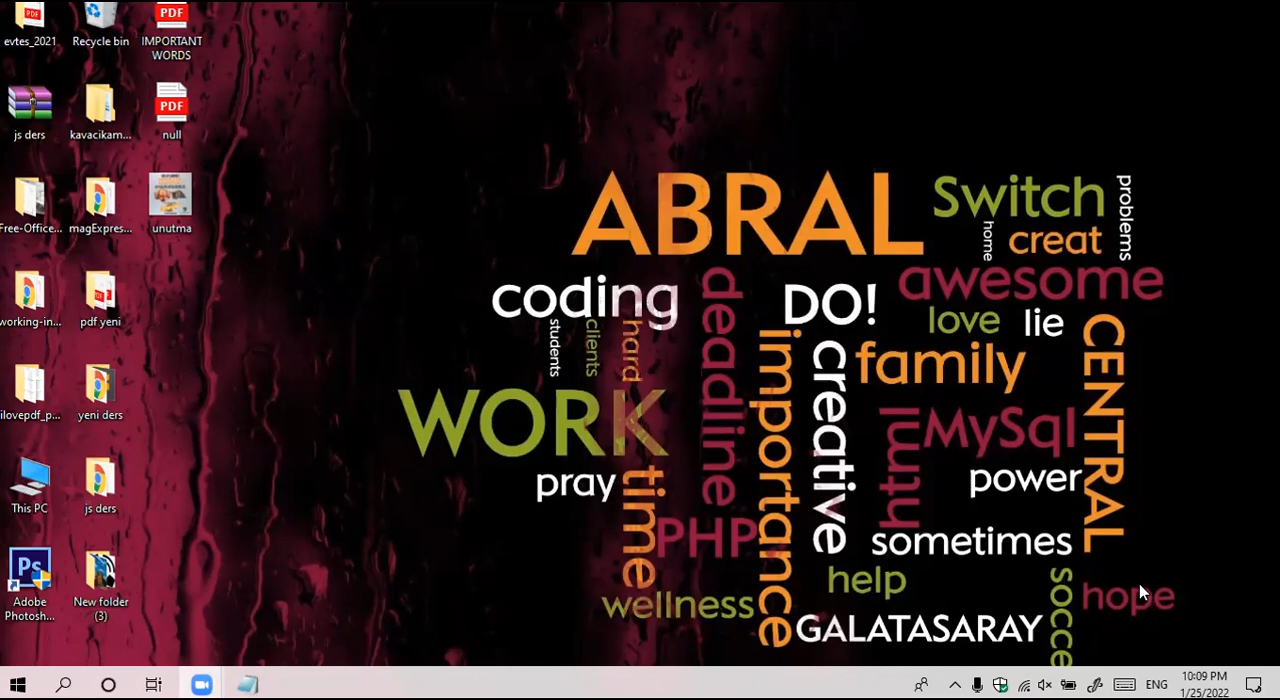 evtes_2021
Recycle bin
IMPORTANT
WORDS
PDF
PDF
js ders
kavacikam...
PDF
null
Free-Office...
magExpres...
unutma
working-in...
pdf yeni
ilovepdf_p...
yeni ders
This PC
js ders
Ps
Adobe
Photosh...
New folder
(3)
ABRAL
Switch
problems
home
creat
coding
deadline
DO!
awesome
love
lie
students
clients
hard
importance
creative
family
CENTRAL
WORK
html
MySql
pray
time
power
PHP
sometimes
help
socce
hope
wellness
GALATASARAY
ENG
10:09 PM
1/25/2022